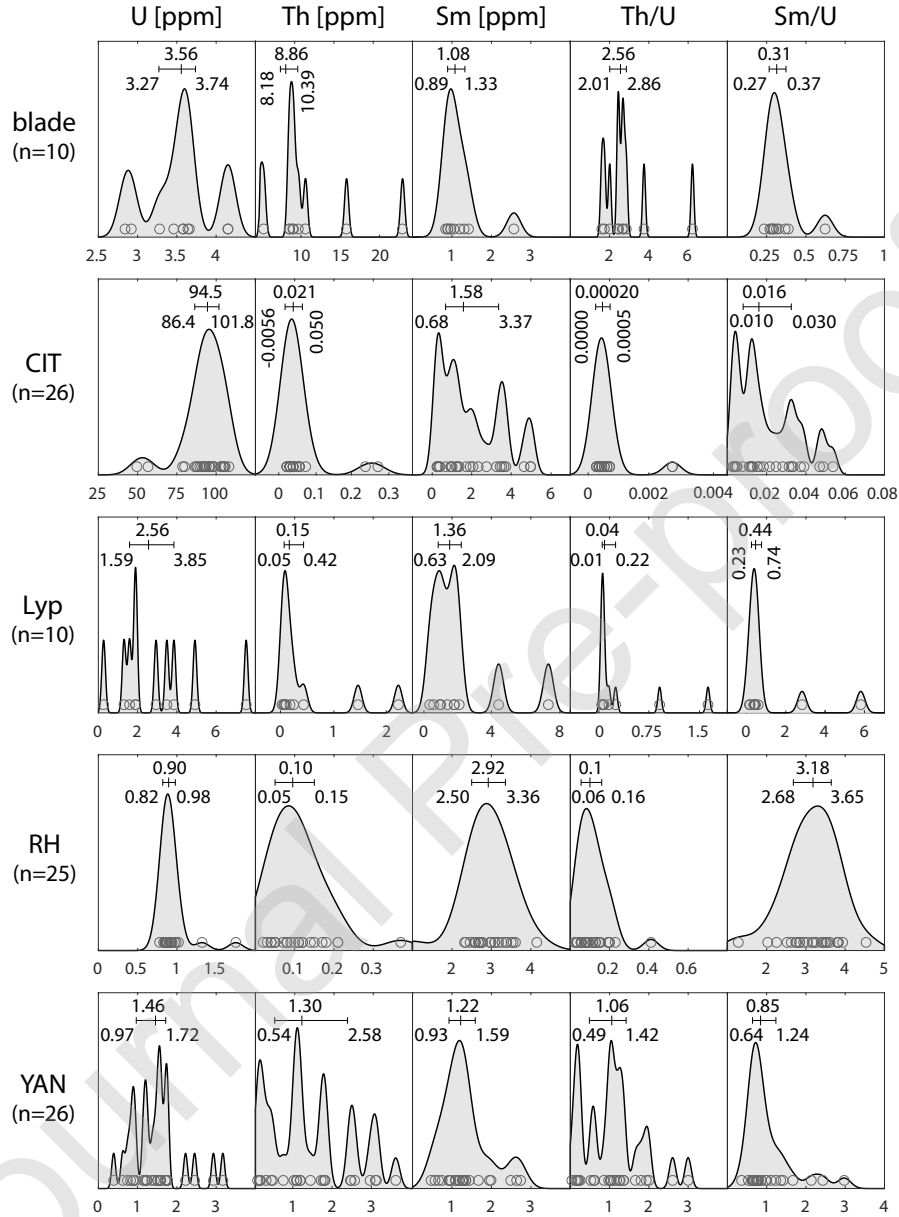 U [ppm] Th [ppm] Sm [ppm] Th/U Sm/U
blade
(n=10)
3.56
3.27 3.74
8.86
8.18 10.39
1.08
0.89 1.33
2.56
2.01 2.86
0.31
0.27 0.37
2.5 3 3.5 4 10 20 1 2 3 2 4 6 0.25 0.5 0.75 1
CIT
(n=26)
94.5
86.4 101.8
0.021
-0.0056 0.050
1.58
0.68 3.37
0.00020
0.0000 0.0005
0.016
0.010 0.030
25 50 75 100 0 0.1 0.2 0.3 0 2 4 6 0 0.002 0.004 0.02 0.04 0.06 0.08
Lyp
(n=10)
2.56
1.59 3.85
0.15
0.05 0.42
1.36
0.63 2.09
0.04
0.01 0.22
0.44
0.23 0.74
0 2 4 6 0 1 2 0 4 8 0 0.75 1.5 0 2 4 6
RH
(n=25)
0.90
0.82 0.98
0.10
0.05 0.15
2.92
2.50 3.36
0.1
0.06 0.16
3.18
2.68 3.65
0 0.5 1 1.5 0.1 0.3 2 4 0.2 0.4 0.6 2 3 4 5
YAN
(n=26)
1.46
0.97 1.72
1.30
0.54 2.58
1.22
0.93 1.59
1.06
0.49 1.42
0.85
0.64 1.24
0 1 2 3 1 3 1 2 3 1 2 3 1 2 3 4
Journal Pre-proo